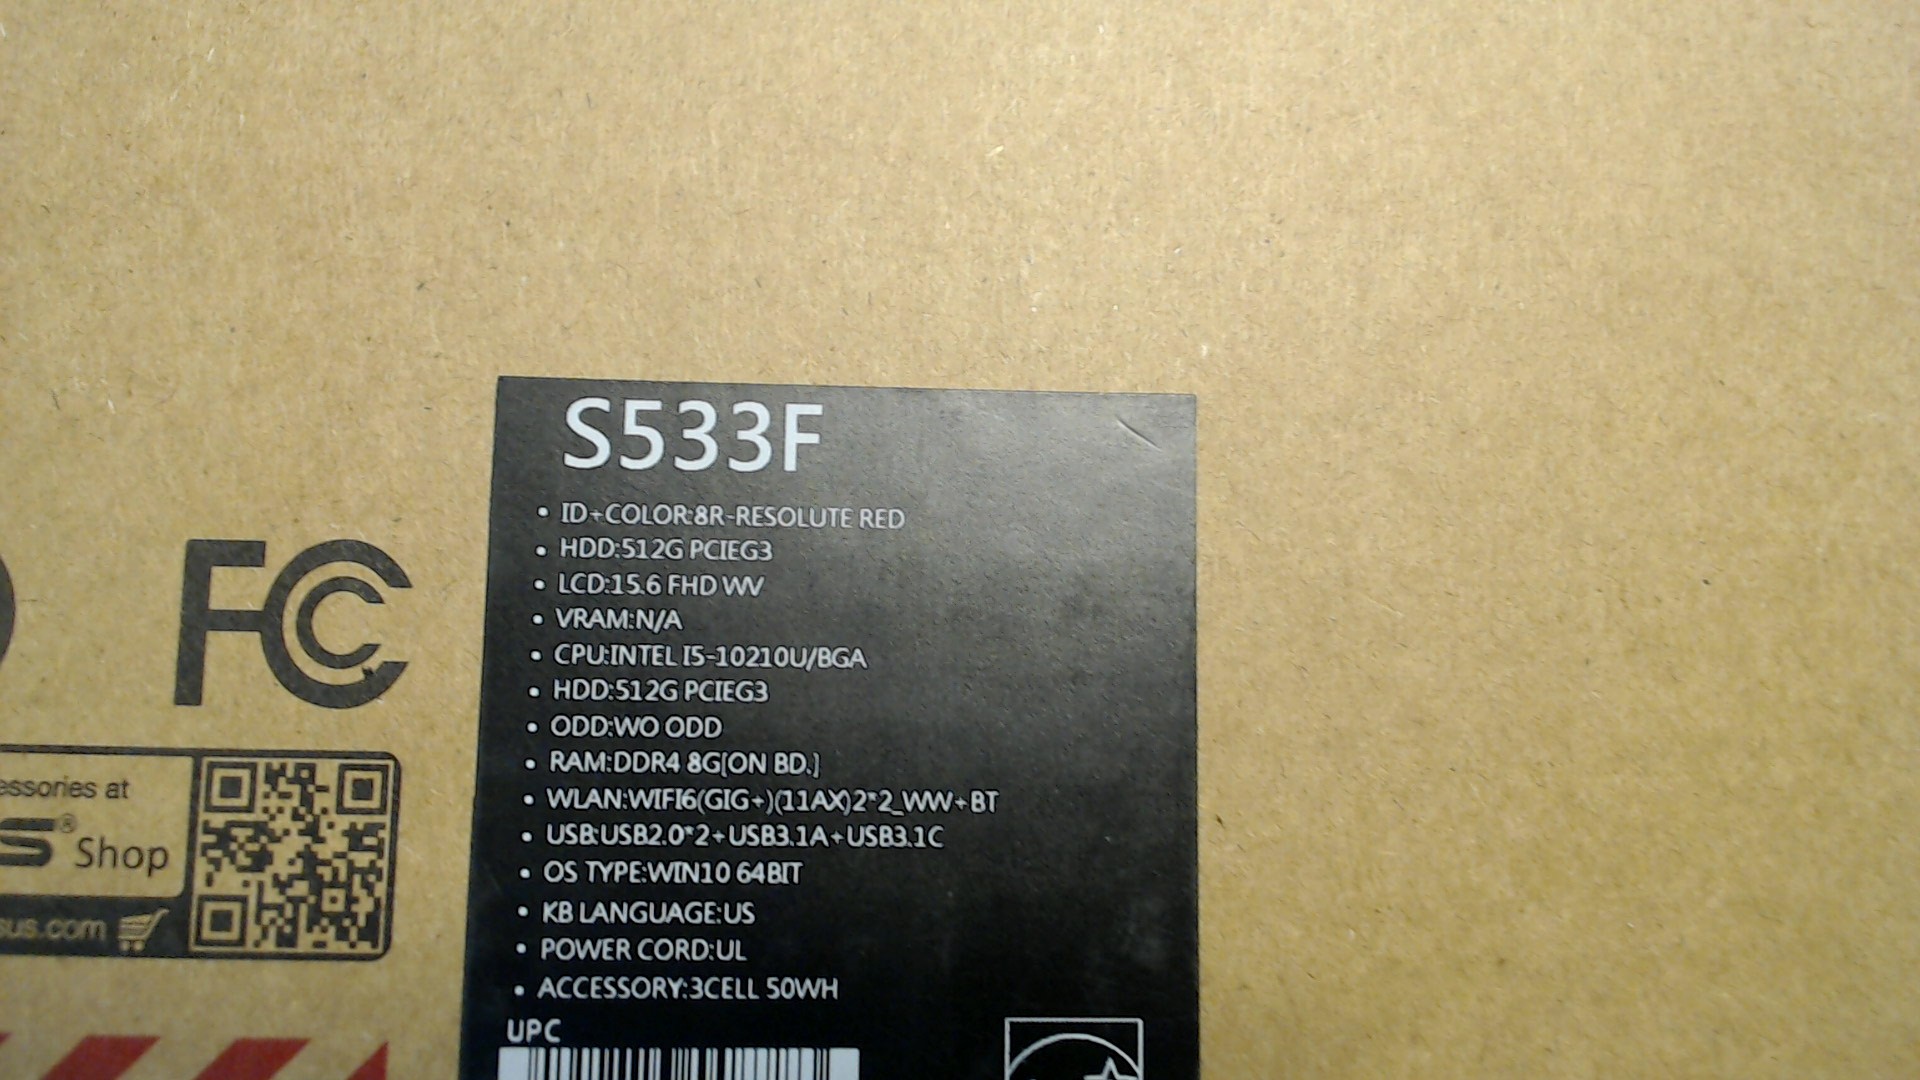 S533F
• ID+COLOR:8R-RESOLUTE RED
• HDD:512G PCIEG3
• LCD:15.6 FHD WV
• VRAM:N/A
• CPU:INTEL I5-10210U/BGA
• HDD:512G PCIEG3
• ODD:WO ODD
• RAM:DDR4 8G[ON BD.]
• WLAN:WIFI6(GIG+)(11AX)2*2_WW+BT
• USB:USB2.0*2+USB3.1A+USB3.1C
• OS TYPE:WIN10 64BIT
• KB LANGUAGE:US
• POWER CORD:UL
• ACCESSORY:3CELL 50WH
UPC
FC
essories at
S® Shop
sus.com